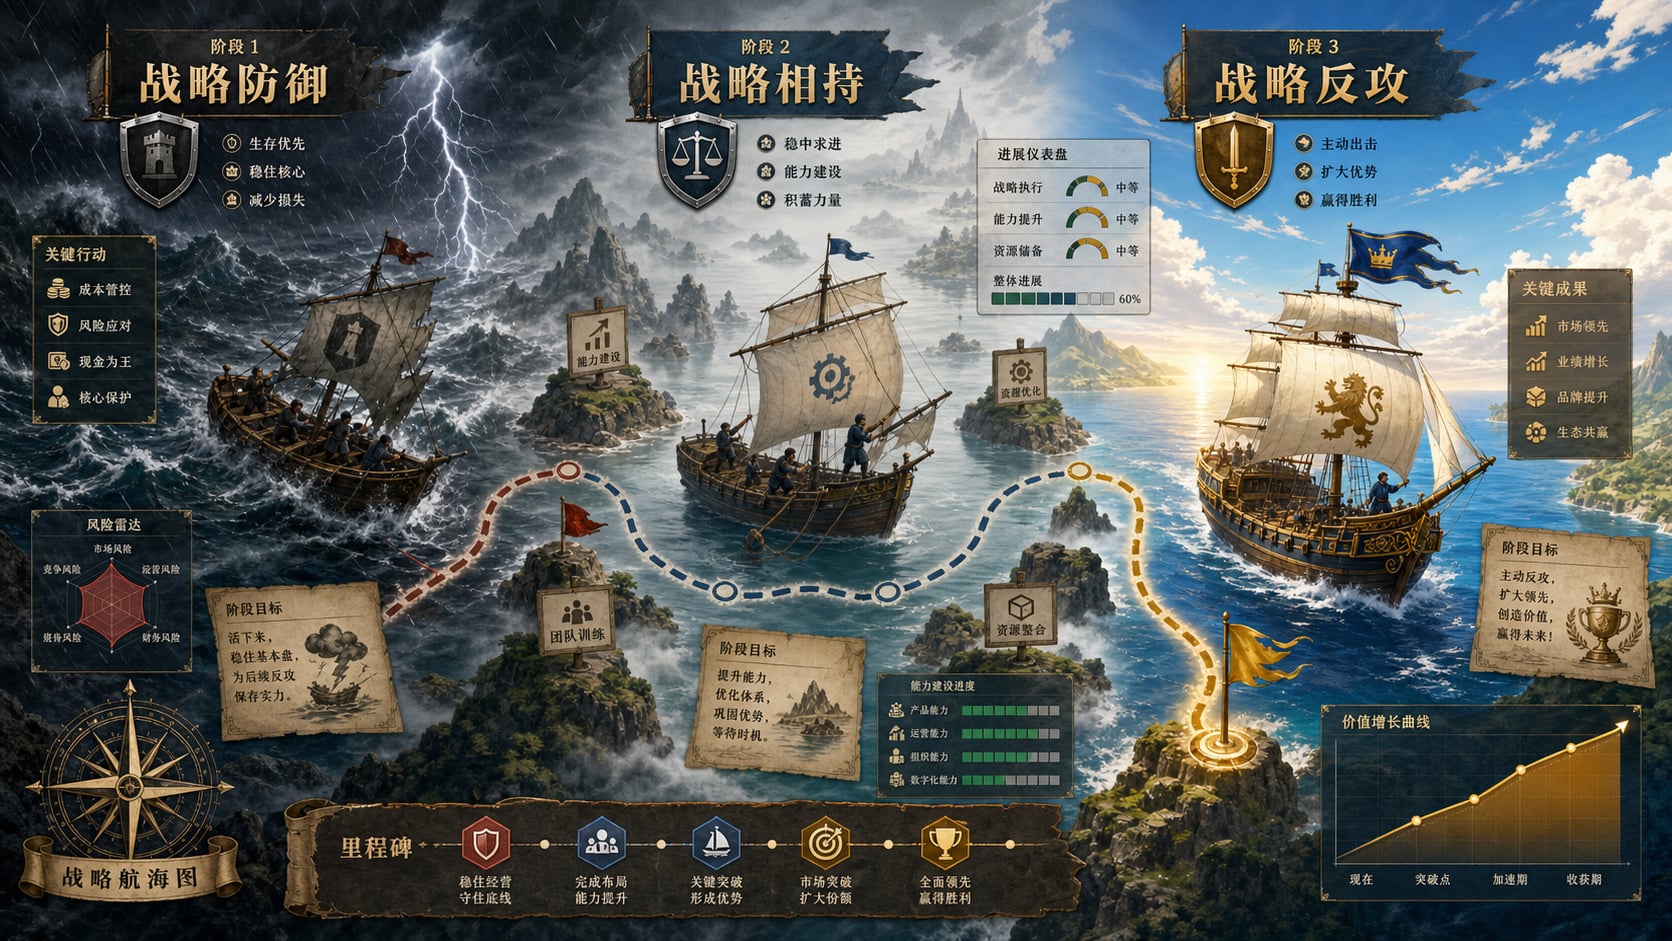 阶段 1
战略防御
生存优先
稳住核心
减少损失
关键行动
成本管控
风险应对
现金为王
核心保护
风险雷达
市场风险
竞争风险
运营风险
财务风险
阶段目标
活下来，
稳住基本盘，
为后续反攻
保存实力。
战略航海图
阶段 2
战略相持
稳中求进
能力建设
积蓄力量
能力建设
团队训练
阶段目标
提升能力，
优化体系，
巩固优势，
等待时机。
进展仪表盘
战略执行 中等
能力提升 中等
资源储备 中等
整体进展
60%
流程优化
资源整合
能力建设进度
产品能力
运营能力
组织能力
数字化能力
阶段 3
战略反攻
主动出击
扩大优势
赢得胜利
关键成果
市场领先
业绩增长
品牌提升
生态共赢
阶段目标
主动反攻，
扩大领先，
创造价值，
赢得未来！
价值增长曲线
现在 突破点 加速期 收获期
里程碑
稳住经营
守住底线
完成布局
能力提升
关键突破
形成优势
市场突破
扩大份额
全面领先
赢得胜利